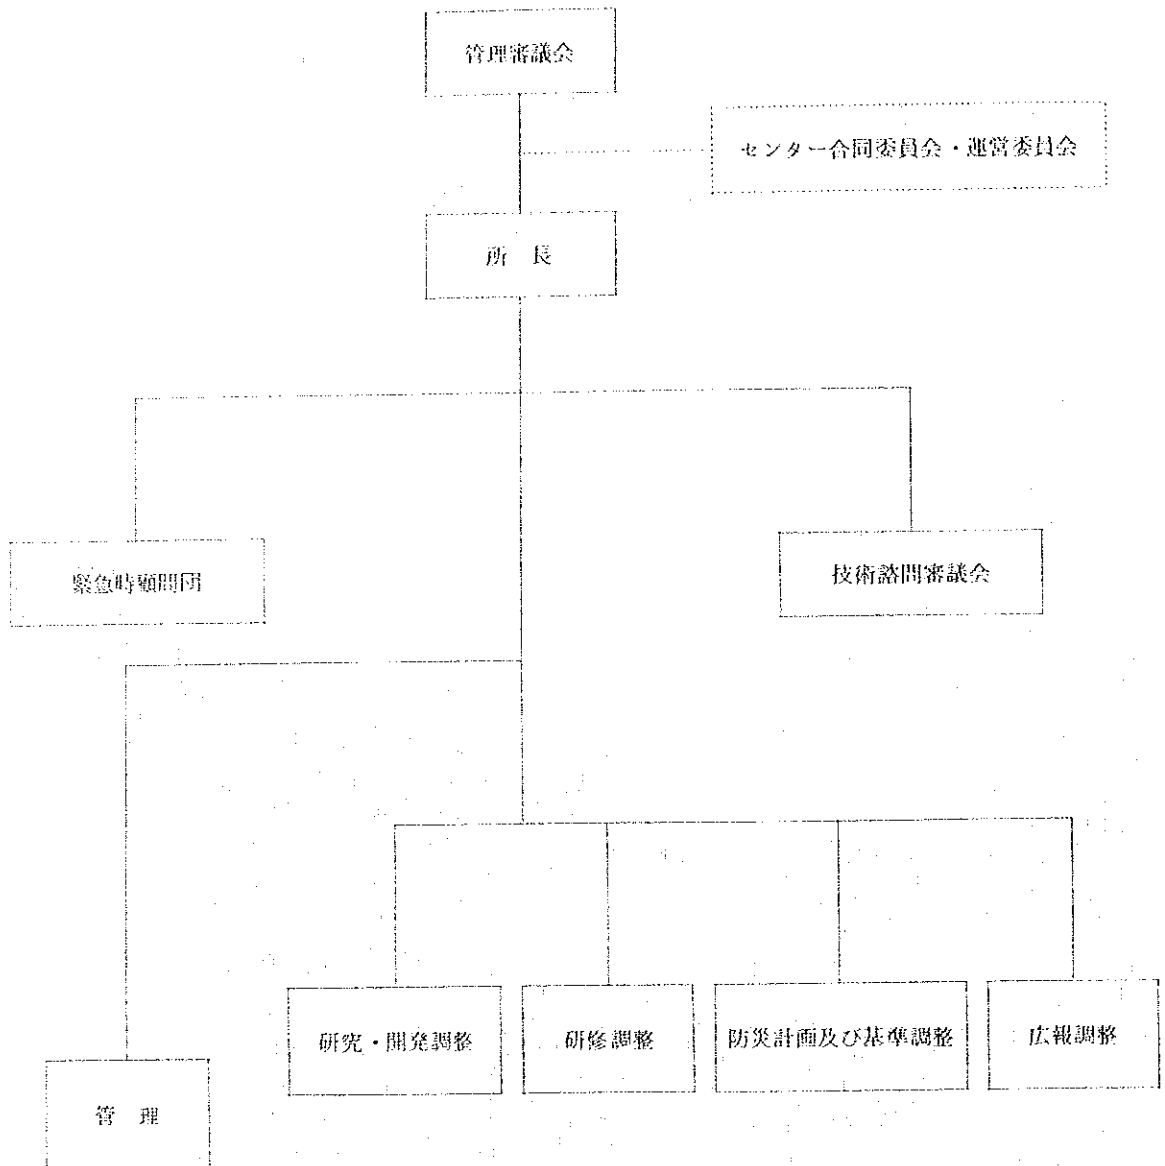 管理審議会
センター合同委員会・運営委員会
所　長
緊急時顧問団
技術諮問審議会
研究・開発調整
研修調整
防災計画及び基準調整
広報調整
管　理